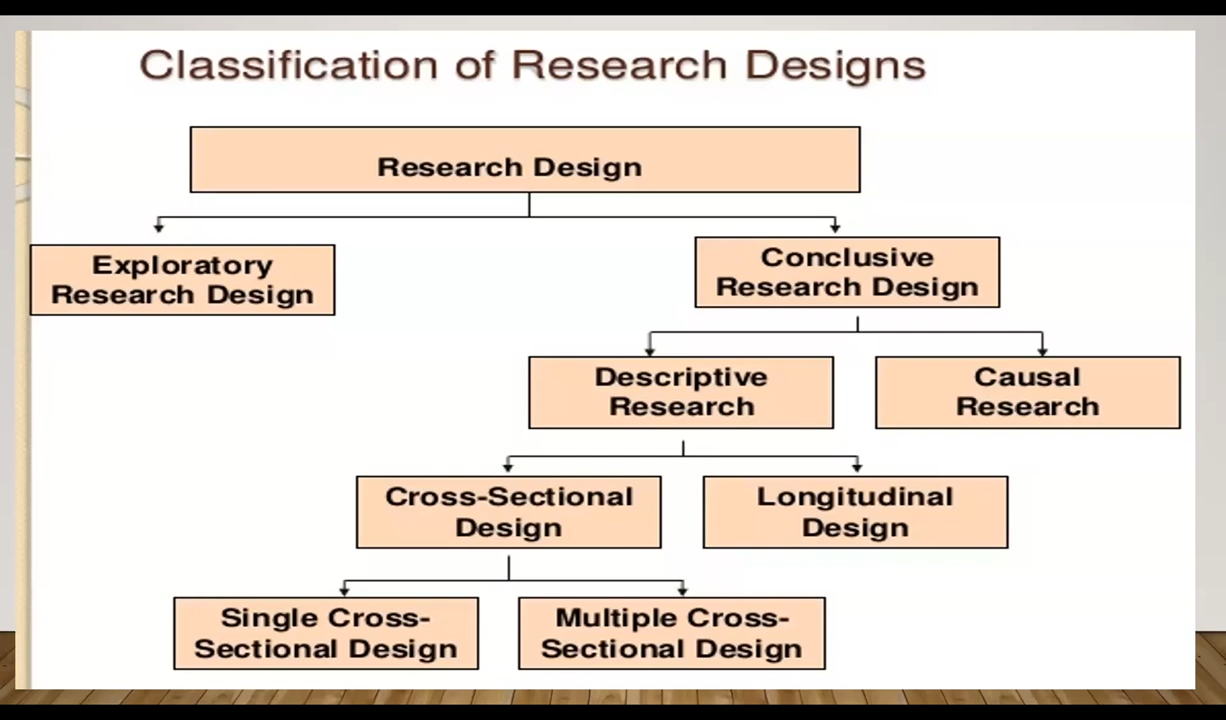 Classification of Research Designs
Research Design
Exploratory
Research Design
Conclusive
Research Design
Descriptive
Research
Causal
Research
Cross-Sectional
Design
Longitudinal
Design
Single Cross-
Sectional Design
Multiple Cross-
Sectional Design